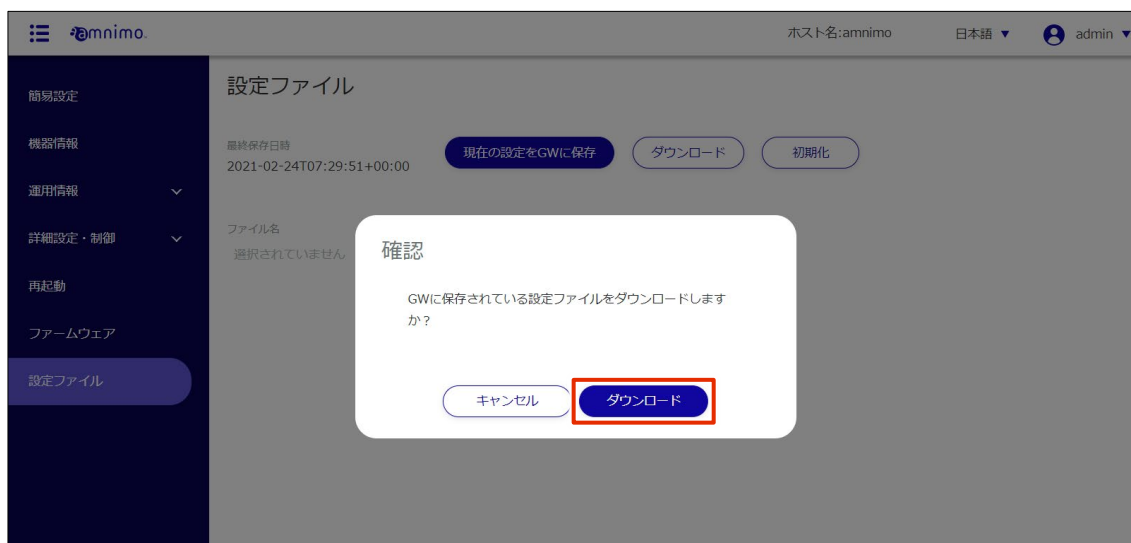 amnimo.
ホスト名:amnimo
日本語 ▼
admin ▼
簡易設定
機器情報
運用情報
詳細設定・制御
再起動
ファームウェア
設定ファイル
設定ファイル
最終保存日時
2021-02-24T07:29:51+00:00
現在の設定をGWに保存
ダウンロード
初期化
ファイル名
選択されていません
確認
GWに保存されている設定ファイルをダウンロードします
か?
キャンセル
ダウンロード